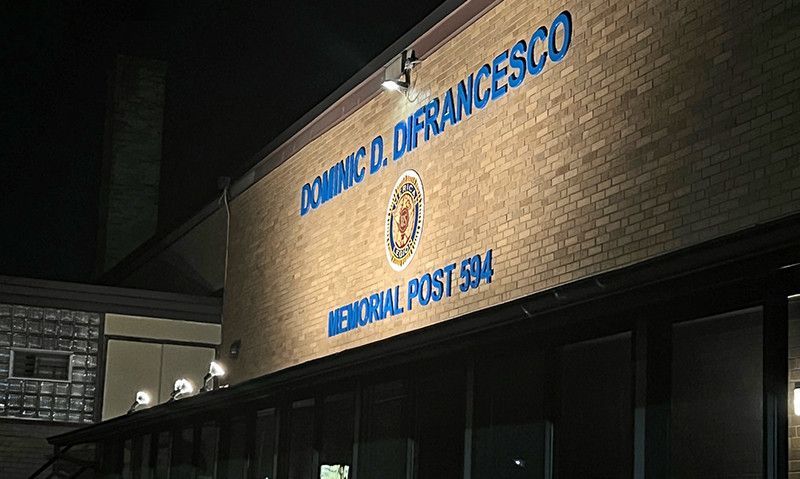 DOMINIC D. DIFRANCESCO
MEMORIAL POST 594